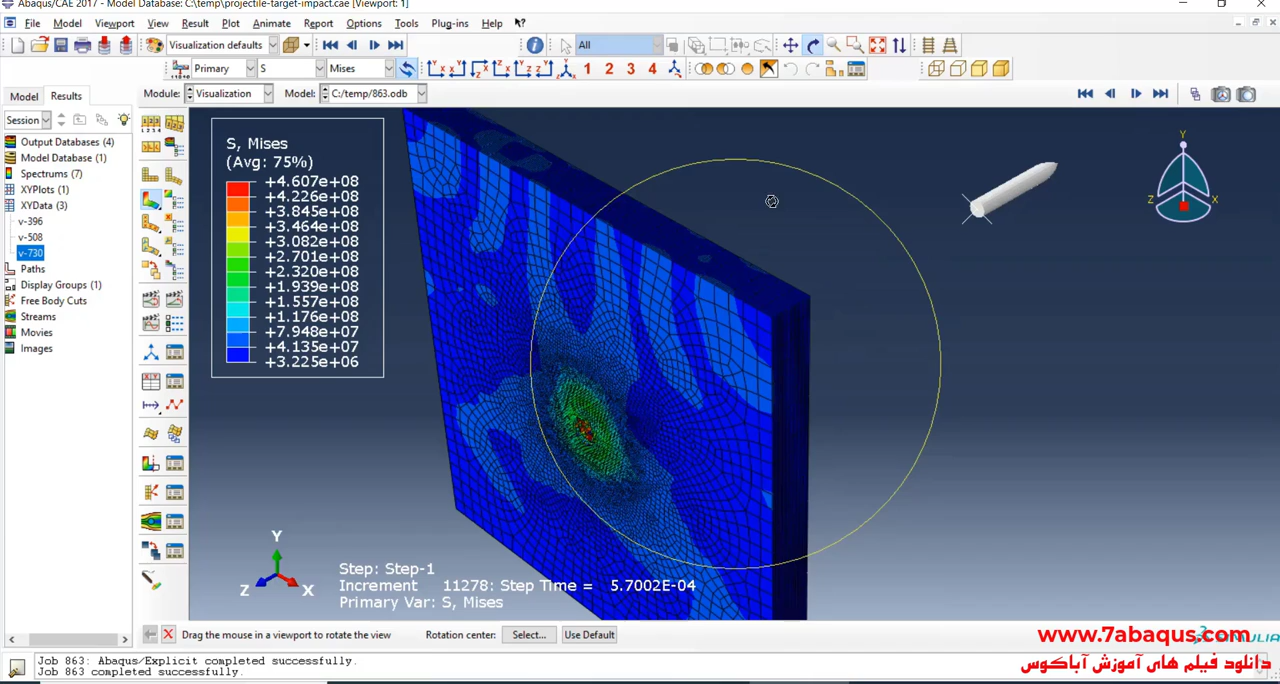 Abaqus/CAE 2017 - Model Database: C:\temp\projectile-target-impact.cae [Viewport: 1]
File Model Viewport View Result Plot Animate Report Options Tools Plug-ins Help
Visualization defaults All
Primary S Mises 1 2 3 4
Model Results Module: Visualization Model: C:/temp/863.odb
Session
Output Databases (4)
Model Database (1)
Spectrums (7)
XYPlots (1)
XYData (3)
v-396
v-508
v-730
Paths
Display Groups (1)
Free Body Cuts
Streams
Movies
Images
S, Mises
(Avg: 75%)
+4.607e+08
+4.226e+08
+3.845e+08
+3.464e+08
+3.082e+08
+2.701e+08
+2.320e+08
+1.939e+08
+1.557e+08
+1.176e+08
+7.948e+07
+4.135e+07
+3.225e+06
Y
Z X
Y
Z X
Step: Step-1
Increment 11278: Step Time = 5.7002E-04
Primary Var: S, Mises
Drag the mouse in a viewport to rotate the view Rotation center: Select... Use Default
www.7abaqus.com
دانلود فیلم های آموزش آباکوس
Job 863: Abaqus/Explicit completed successfully.
Job 863 completed successfully.